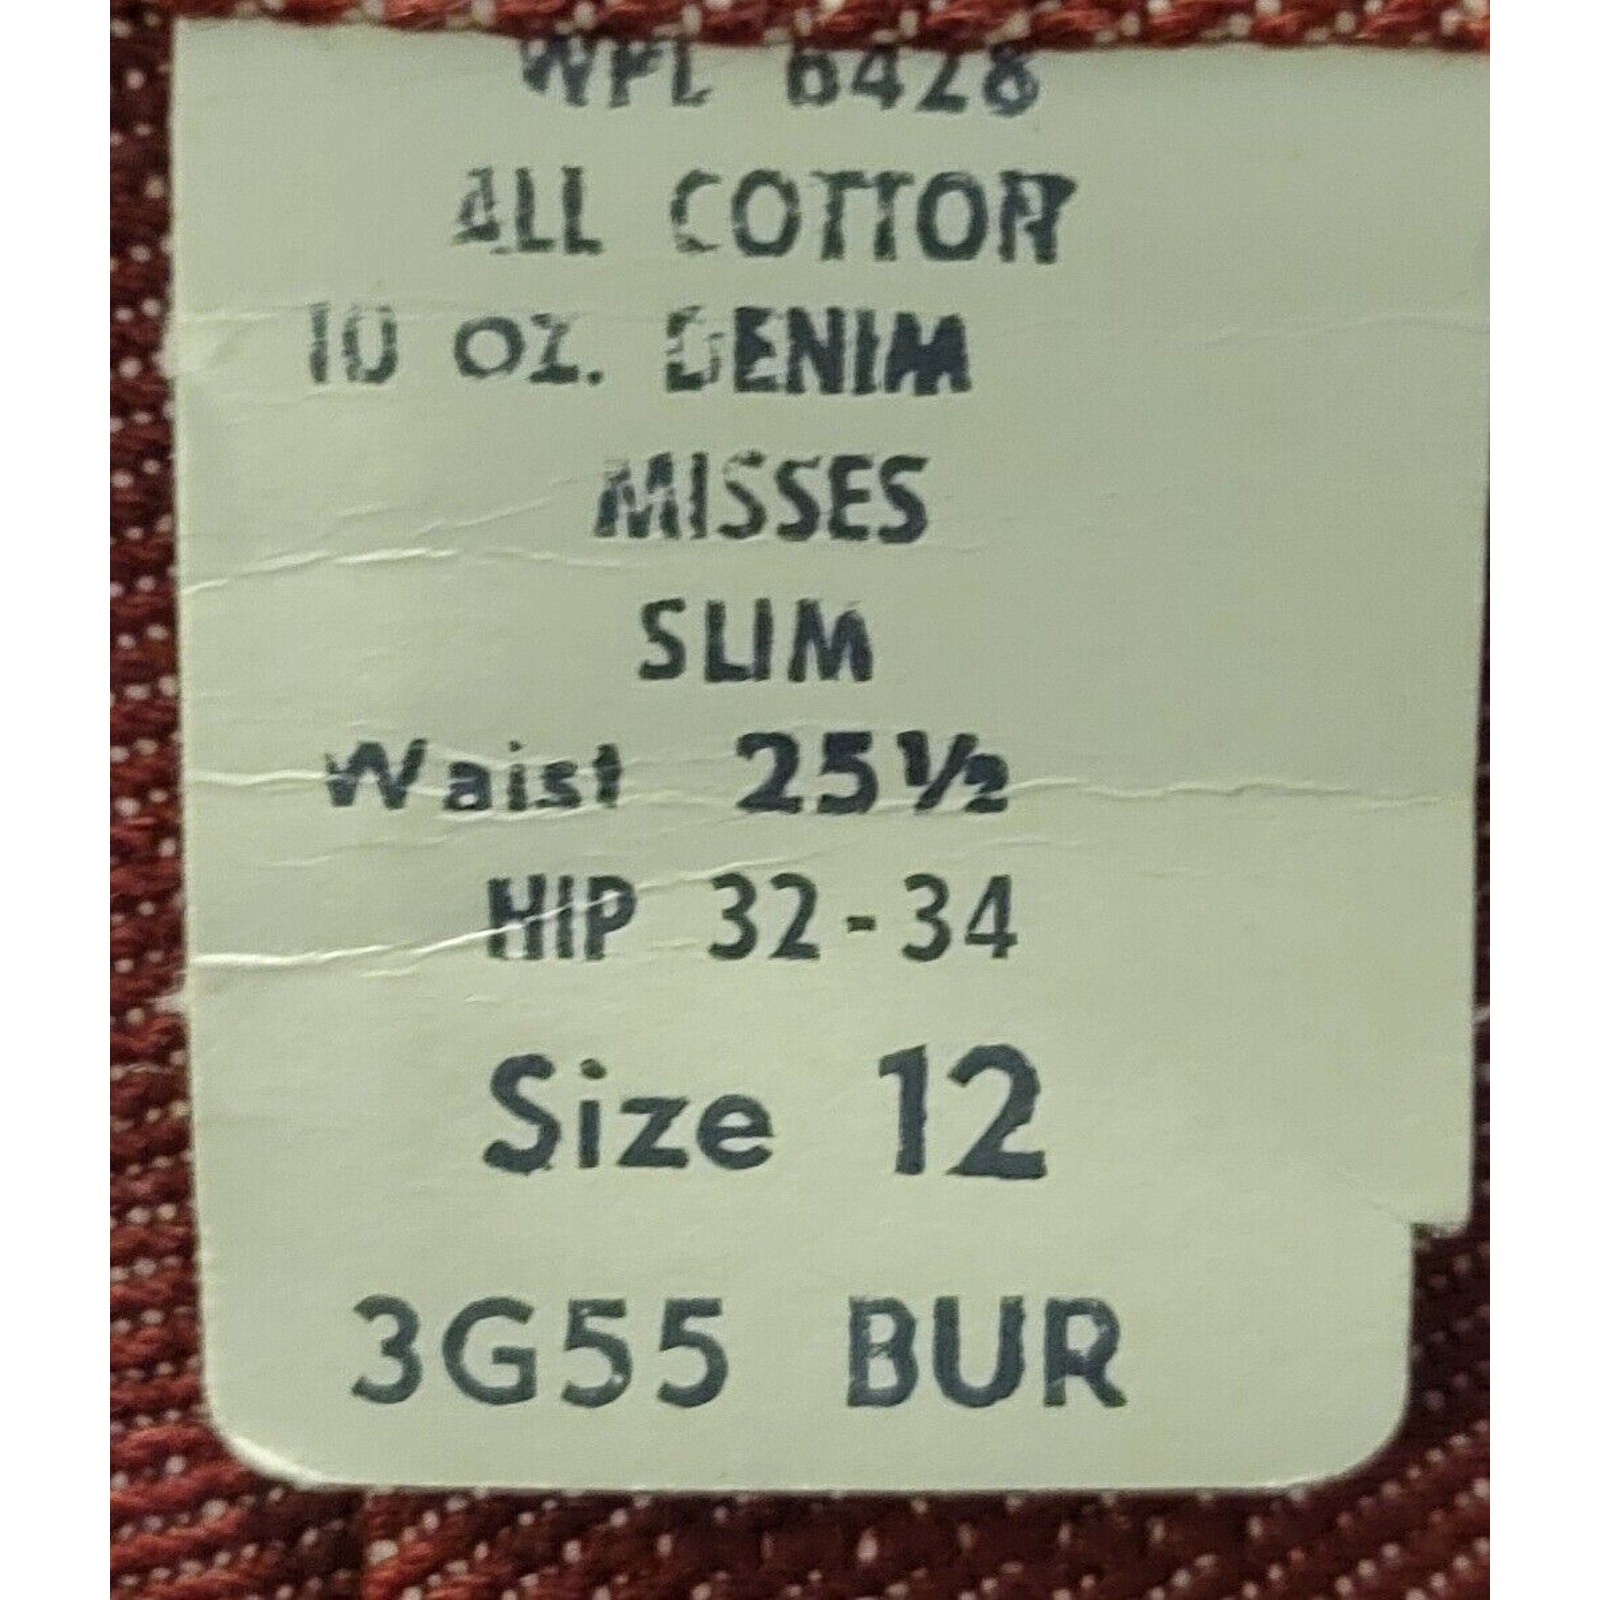 WPL 6428
ALL COTTON
10 OZ. DENIM
MISSES
SLIM
Waist 25½
HIP 32-34
Size 12
3G55 BUR